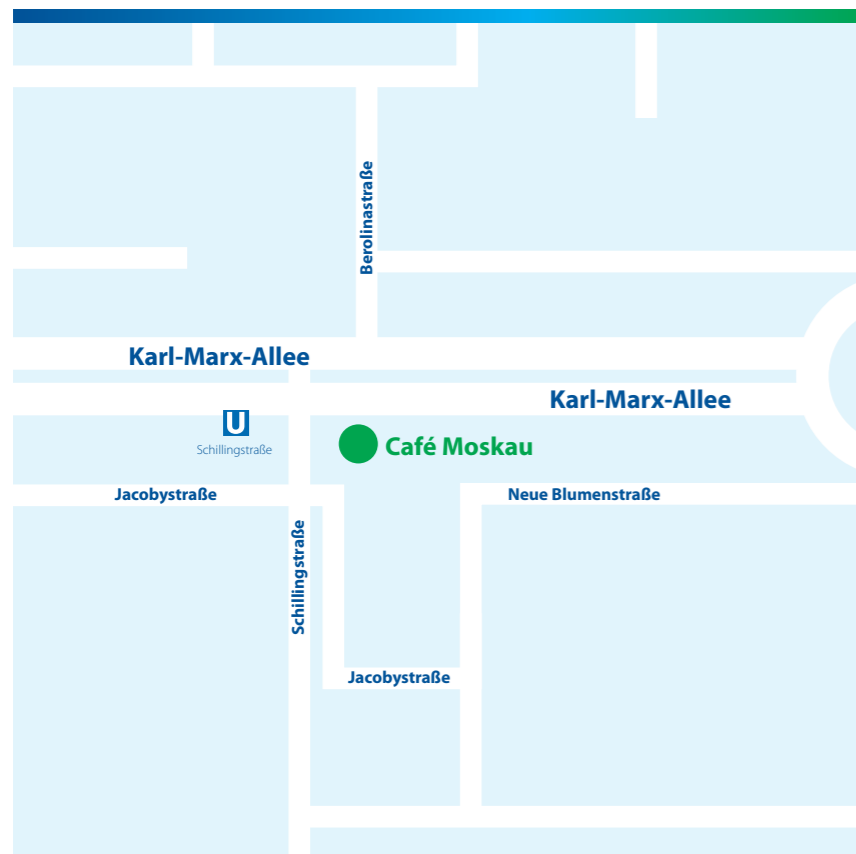 Berolinastraße
Karl-Marx-Allee
Karl-Marx-Allee
U
Schillingstraße
Café Moskau
Jacobystraße
Neue Blumenstraße
Schillingstraße
Jacobystraße